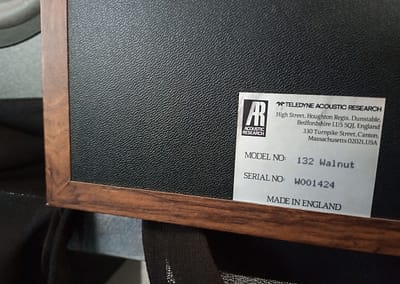 AR
ACOUSTIC
RESEARCH
TELEDYNE ACOUSTIC RESEARCH
High Street, Houghton Regis, Dunstable,
Bedfordshire LU5 5QJ, England
330 Turnpike Street, Canton,
Massachusetts 02021, USA
MODEL NO: 132 Walnut
SERIAL NO: W001424
MADE IN ENGLAND